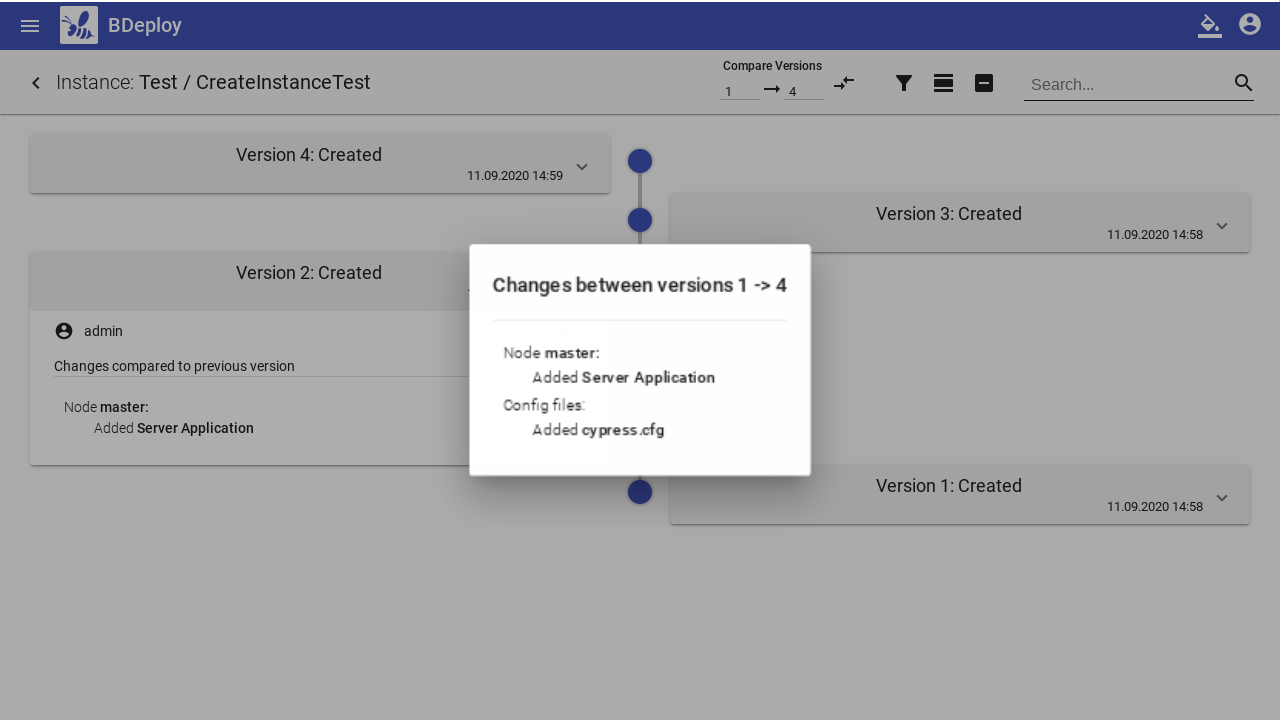 BDeploy
Instance: Test / CreateInstanceTest
Compare Versions
1
4
Search...
Version 4: Created
11.09.2020 14:59
Version 3: Created
11.09.2020 14:58
Version 2: Created
admin
Changes compared to previous version
Node master:
Added Server Application
Changes between versions 1 -> 4
Node master:
Added Server Application
Config files:
Added cypress.cfg
Version 1: Created
11.09.2020 14:58